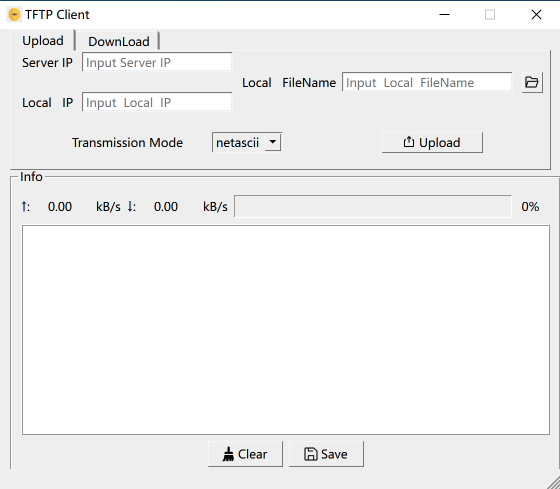 TFTP Client
Upload DownLoad
Server IP Input Server IP
Local FileName Input Local FileName
Local IP Input Local IP
Transmission Mode netascii Upload
Info
↑: 0.00 kB/s ↓: 0.00 kB/s 0%
Clear Save